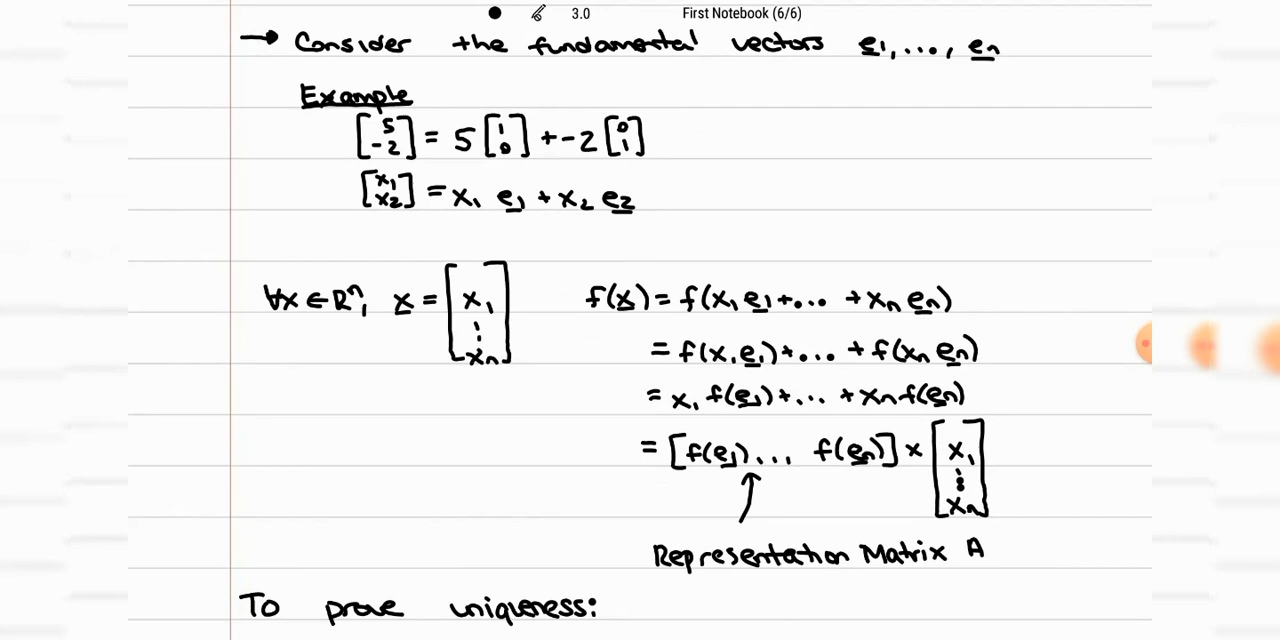 3.0 First Notebook (6/6)
→ Consider the fundamental vectors e1, ..., en
Example
[5 -2] = 5 [1 0] + -2 [0 1]
[x1 x2] = x1 e1 + x2 e2
∀x ∈ Rⁿ, x = [x1 ⋮ xn] f(x) = f(x1 e1 + ... + xn en)
= f(x1 e1) + ... + f(xn en)
= x1 f(e1) + ... + xn f(en)
= [f(e1) ... f(en)] x [x1 ⋮ xn]
Representation Matrix A
To prove uniqueness: